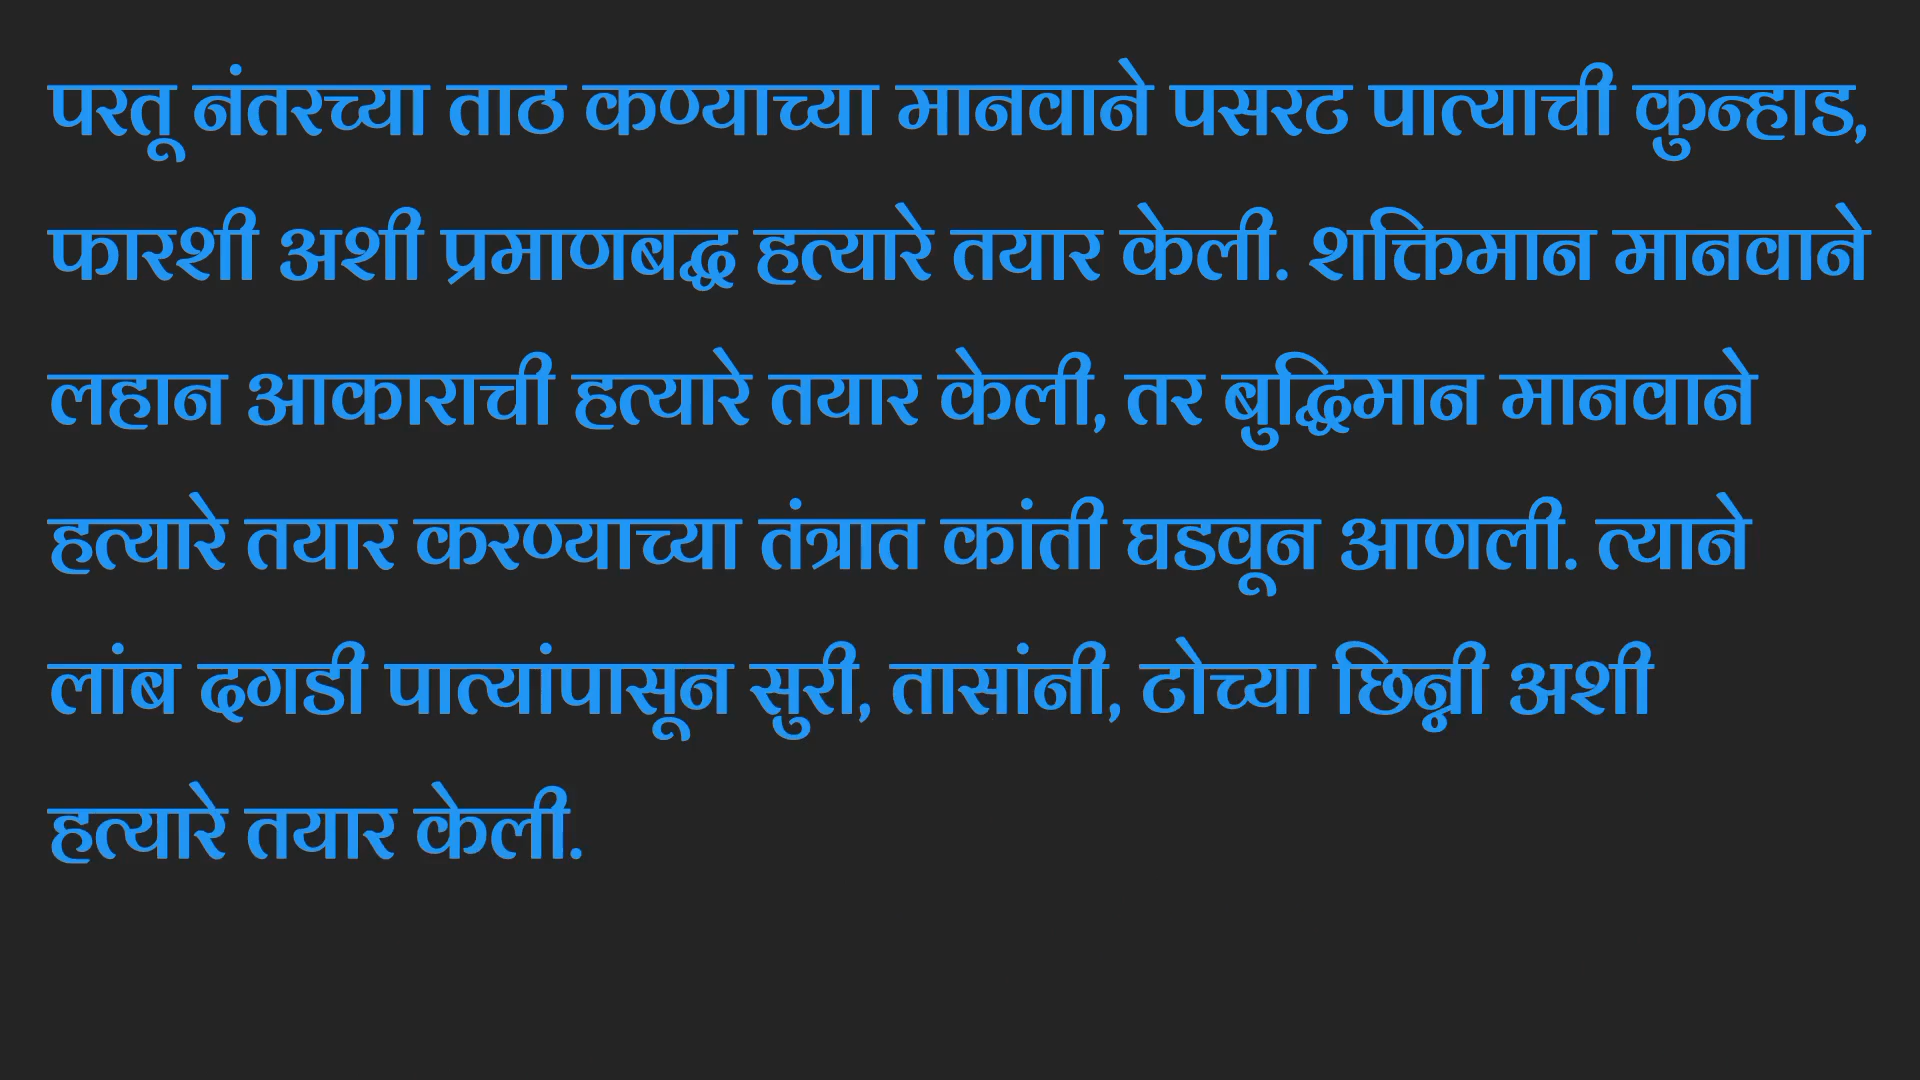 परतू नंतरच्या ताठ कण्याच्या मानवाने पसरट पात्याची कुन्हाड,
फारशी अशी प्रमाणबद्ध हत्यारे तयार केली. शक्तिमान मानवाने
लहान आकाराची हत्यारे तयार केली, तर बुद्धिमान मानवाने
हत्यारे तयार करण्याच्या तंत्रात कांती घडवून आणली. त्याने
लांब दगडी पात्यांपासून सुरी, तासांनी, टोच्या छिन्नी अशी
हत्यारे तयार केली.